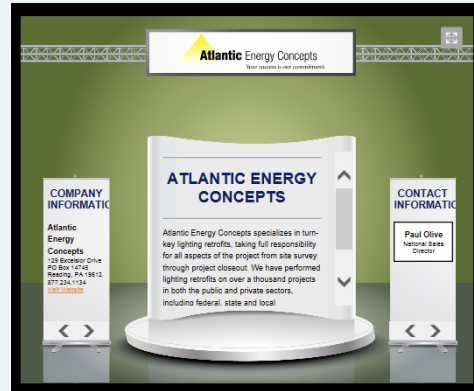 Atlantic Energy Concepts
Your success is our commitment.
COMPANY
INFORMATIC
Atlantic
Energy
Concepts
129 Excelsior Drive
PO Box 14745
Reading, PA 19612
877.234.1134
Visit Website
ATLANTIC ENERGY
CONCEPTS
Atlantic Energy Concepts specializes in turn-
key lighting retrofits, taking full responsibility
for all aspects of the project from site survey
through project closeout. We have performed
lighting retrofits on over a thousand projects
in both the public and private sectors,
including federal, state and local
CONTACT
INFORMATIC
Paul Olive
National Sales
Director